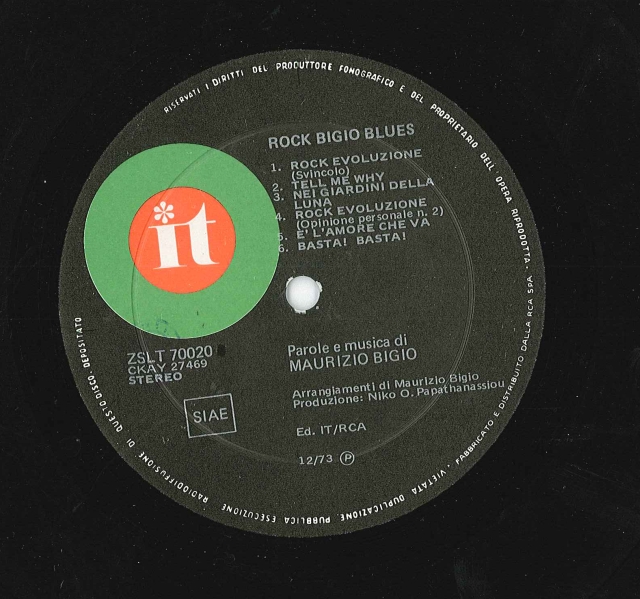 RISERVATI I DIRITTI DEL PRODUTTORE FONOGRAFICO E DEL PROPRIETARIO DELL OPERA RIPRODOTTA. VIETATA DUPLICAZIONE PUBBLICA ESECUZIONE RADIODIFFUSIONE DI QUESTO DISCO DEPOSITATO
FABBRICATO E DISTRIBUITO DALLA RCA SPA
ROCK BIGIO BLUES
1. ROCK EVOLUZIONE
(Svincolo)
2. TELL ME WHY
3. NEI GIARDINI DELLA
LUNA
4. ROCK EVOLUZIONE
(Opinione personale n. 2)
5. E' L'AMORE CHE VA
6. BASTA! BASTA!
it
ZSLT 70020
CKAY 27469
STEREO
SIAE
Parole e musica di
MAURIZIO BIGIO
Arrangiamenti di Maurizio Bigio
Produzione: Niko O. Papathanassiou
Ed. IT/RCA
12/73 Ⓟ